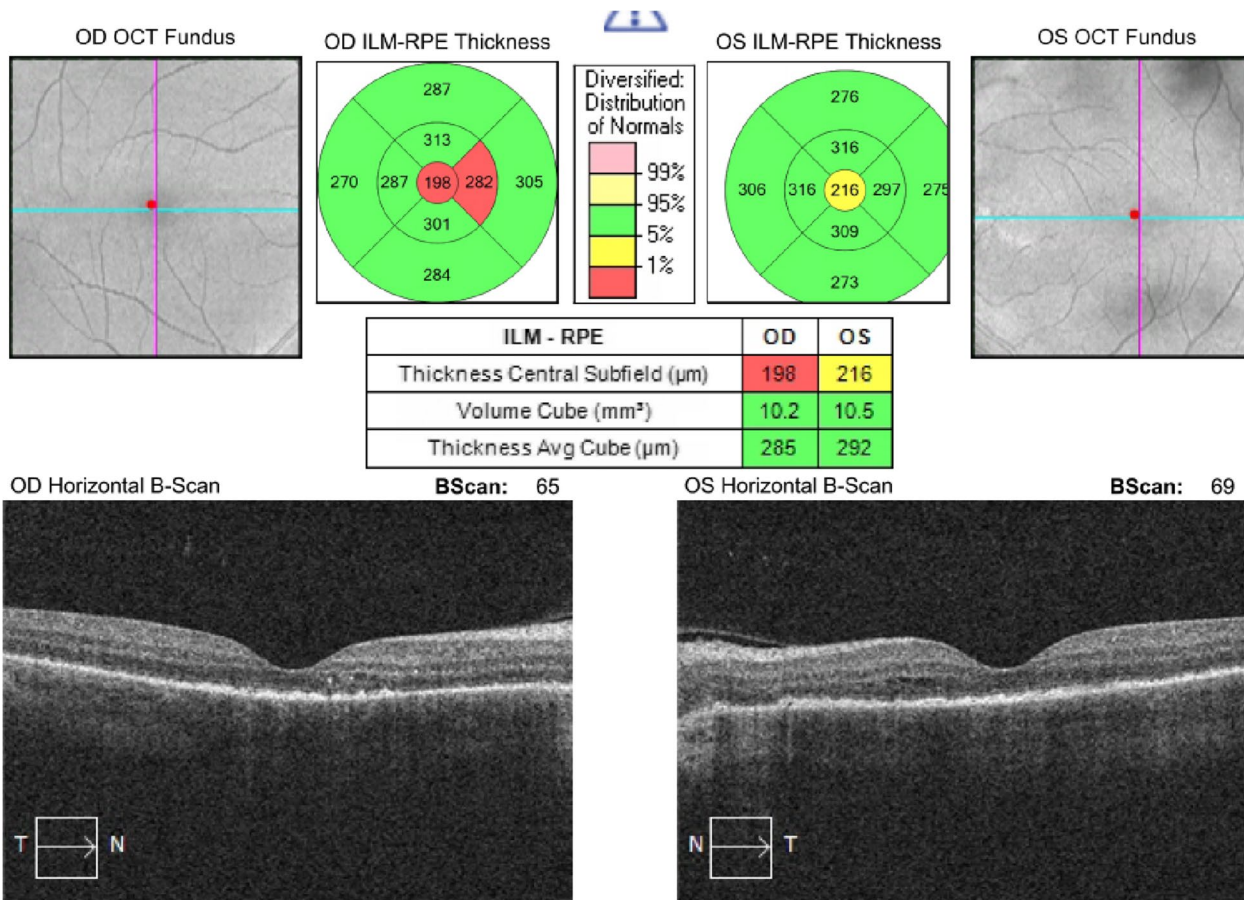 OD OCT Fundus
OD ILM-RPE Thickness
OS ILM-RPE Thickness
OS OCT Fundus
287
313
270 287 198 282 305
301
284
Diversified:
Distribution
of Normals
99%
95%
5%
1%
276
316
306 316 216 297 275
309
273
ILM - RPE OD OS
Thickness Central Subfield (µm) 198 216
Volume Cube (mm³) 10.2 10.5
Thickness Avg Cube (µm) 285 292
OD Horizontal B-Scan BScan: 65
OS Horizontal B-Scan BScan: 69
T N
N T